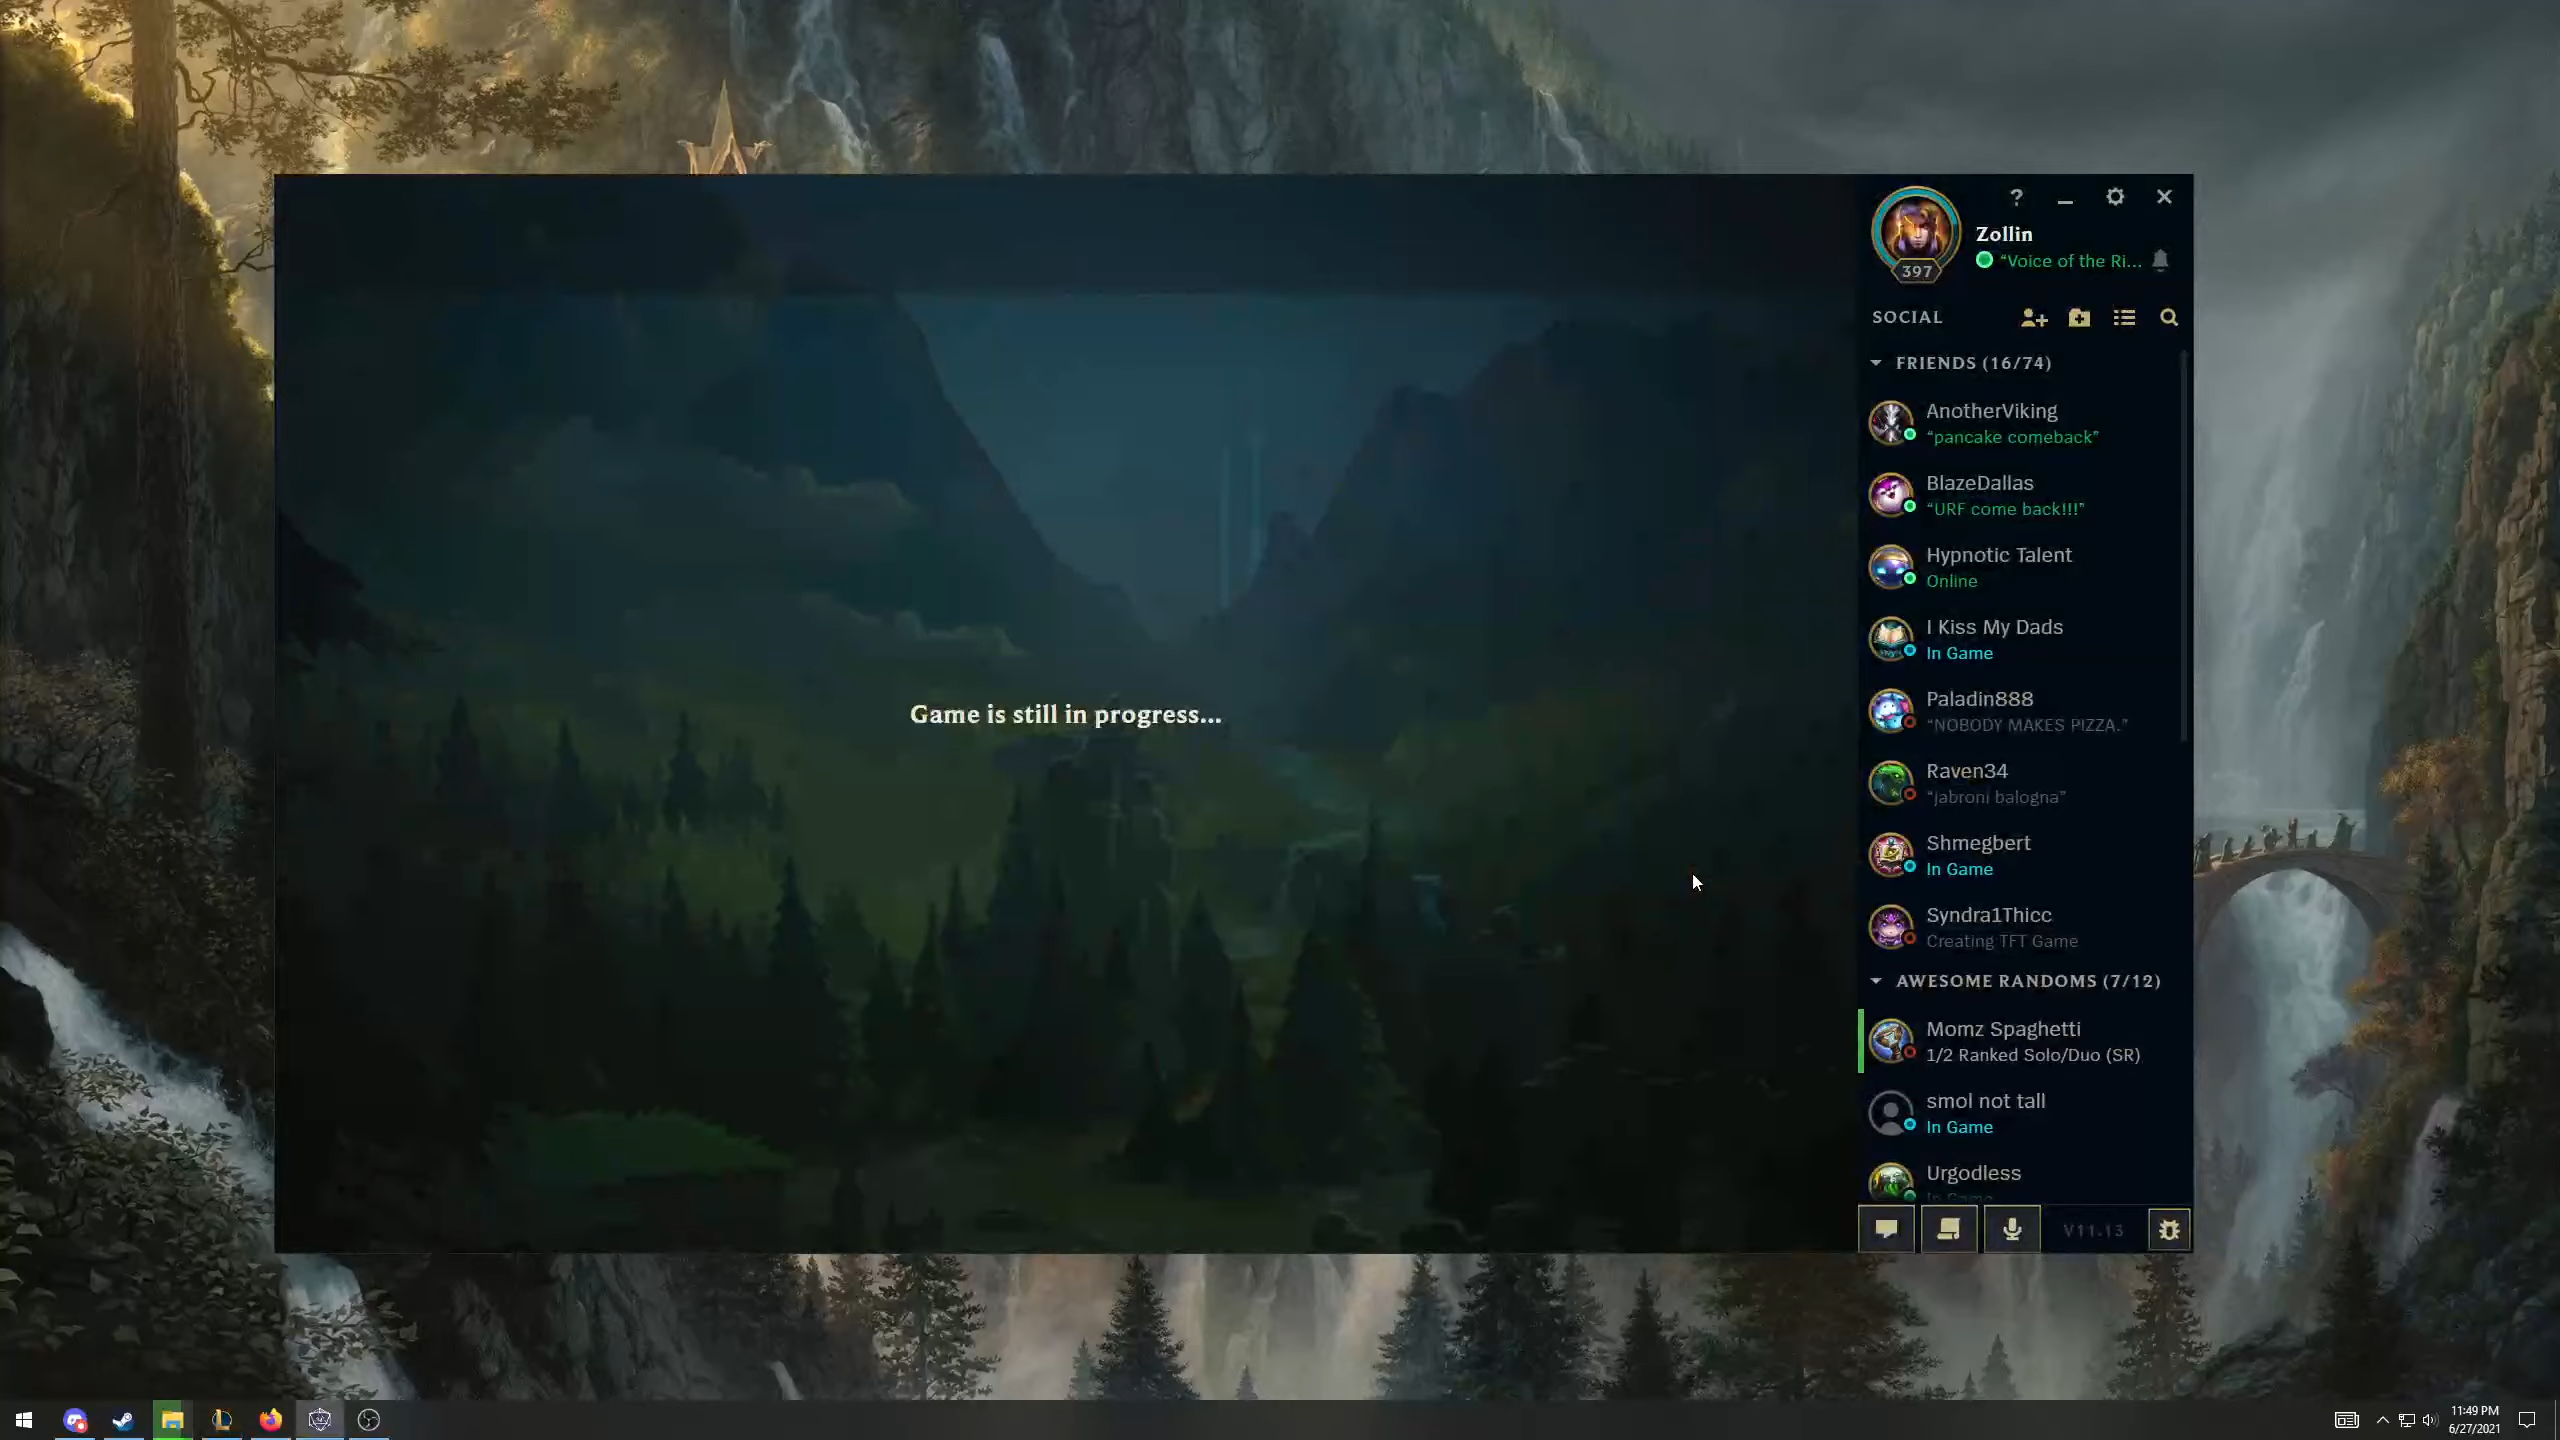 ?
Zollin
"Voice of the Ri...
397
SOCIAL
FRIENDS (16/74)
AnotherViking
"pancake comeback"
BlazeDallas
"URF come back!!!"
Hypnotic Talent
Online
I Kiss My Dads
In Game
Game is still in progress...
Paladin888
"NOBODY MAKES PIZZA."
Raven34
"jabroni balogna"
Shmegbert
In Game
Syndra1Thicc
Creating TFT Game
AWESOME RANDOMS (7/12)
Momz Spaghetti
1/2 Ranked Solo/Duo (SR)
smol not tall
In Game
Urgodless
In Game
V11.13
11:49 PM
6/27/2021